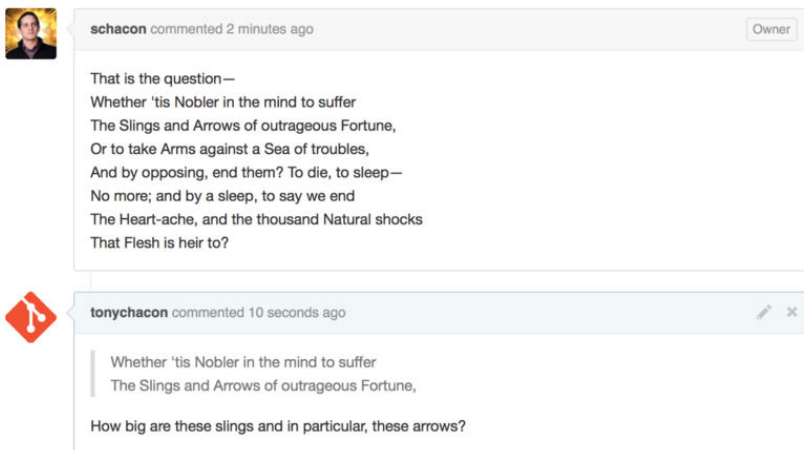 schacon commented 2 minutes ago Owner
That is the question—
Whether 'tis Nobler in the mind to suffer
The Slings and Arrows of outrageous Fortune,
Or to take Arms against a Sea of troubles,
And by opposing, end them? To die, to sleep—
No more; and by a sleep, to say we end
The Heart-ache, and the thousand Natural shocks
That Flesh is heir to?
tonychacon commented 10 seconds ago
Whether 'tis Nobler in the mind to suffer
The Slings and Arrows of outrageous Fortune,
How big are these slings and in particular, these arrows?